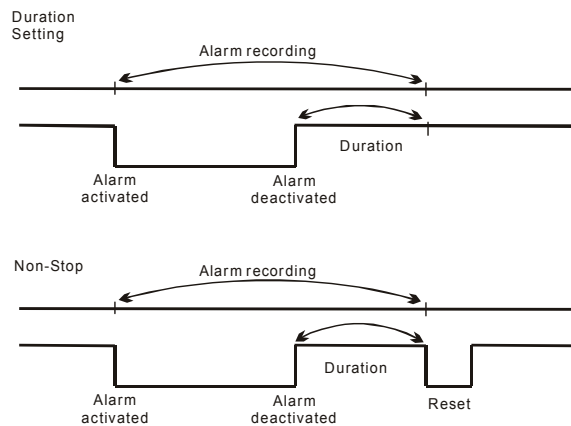 Duration
Setting
Alarm recording
Duration
Alarm
activated
Alarm
deactivated
Non-Stop
Alarm recording
Duration
Alarm
activated
Alarm
deactivated
Reset